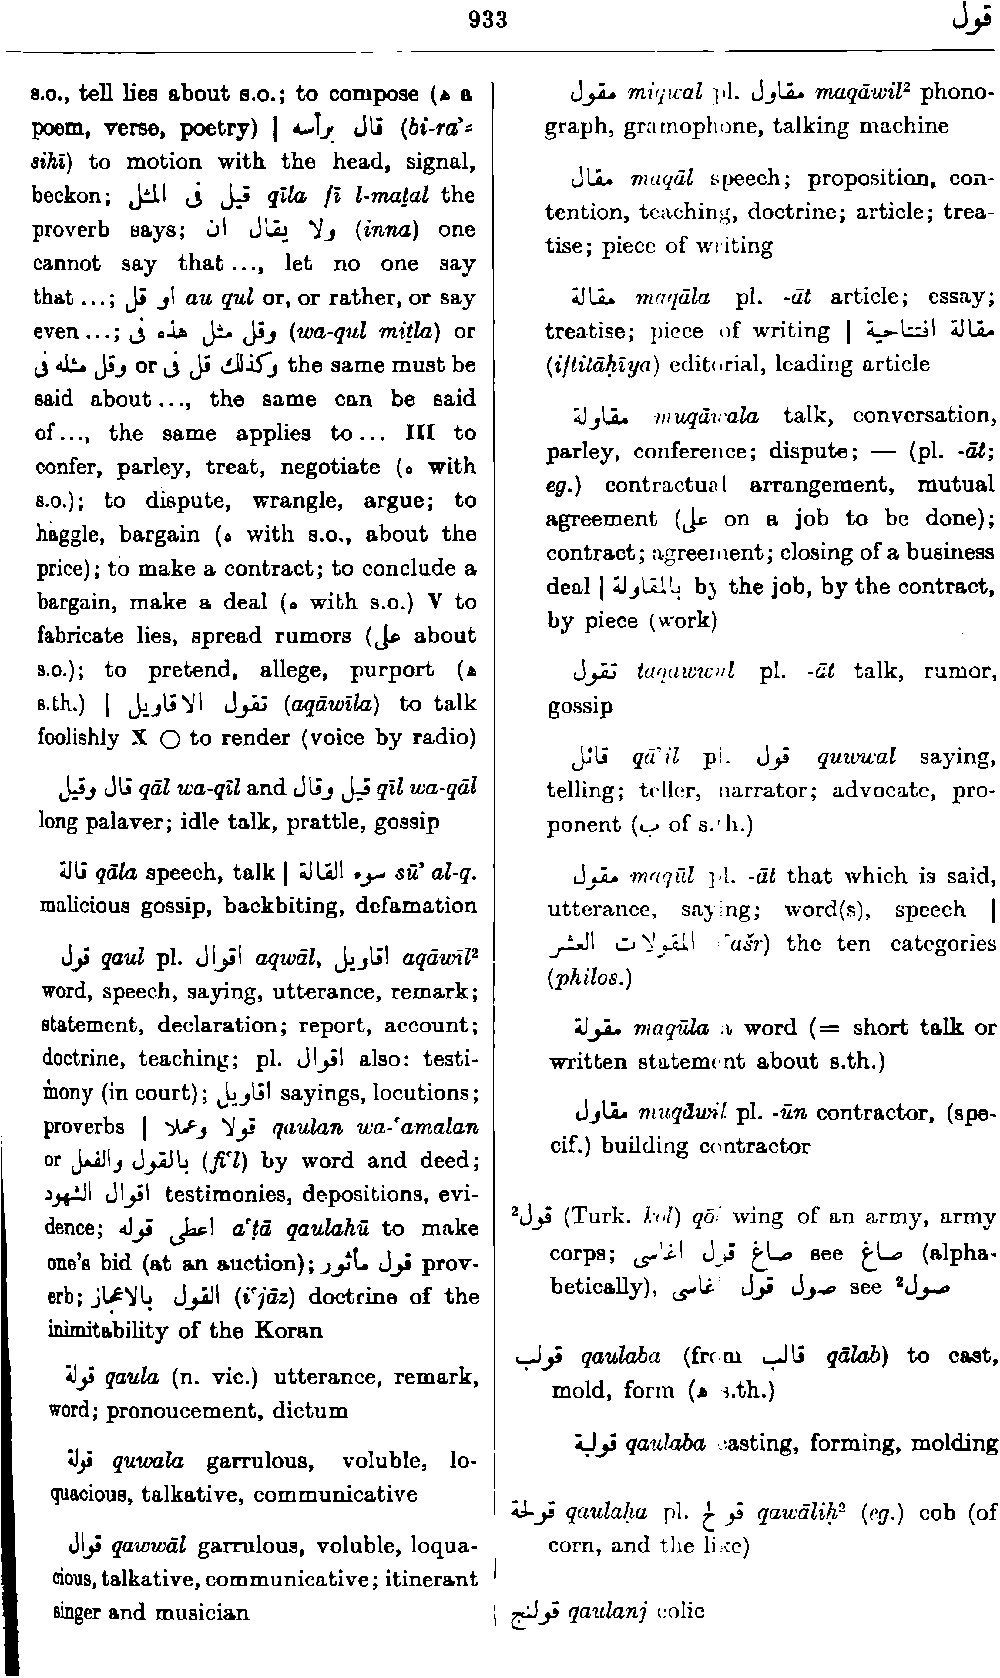 933
قول
s.o., tell lies about s.o.; to compose (ه a
poem, verse, poetry) | قال برأسه (bi-ra’-
sihī) to motion with the head, signal,
beckon; قيل فى المثل qīla fī l-maṯal the
proverb says; ولا يقال ان (inna) one
cannot say that ..., let no one say
that ...; او قل au qul or, or rather, or say
even ...; وقل مثل هذه فى (wa-qul miṯla) or
وقل مثله فى or وكذلك قل فى the same must be
said about ..., the same can be said
of ..., the same applies to ... III to
confer, parley, treat, negotiate (ه with
s.o.); to dispute, wrangle, argue; to
haggle, bargain (ه with s.o., about the
price); to make a contract; to conclude a
bargain, make a deal (ه with s.o.) V to
fabricate lies, spread rumors (على about
s.o.); to pretend, allege, purport (ه
s.th.) | تقول الاقاويل (aqāwīla) to talk
foolishly X ○ to render (voice by radio)
قال وقيل qāl wa-qīl and قيل وقال qīl wa-qāl
long palaver; idle talk, prattle, gossip
قالة qāla speech, talk | سوء القالة sū’ al-q.
malicious gossip, backbiting, defamation
قول qaul pl. اقوال aqwāl, اقاويل aqāwīl²
word, speech, saying, utterance, remark;
statement, declaration; report, account;
doctrine, teaching; pl. اقوال also: testi-
mony (in court); اقاويل sayings, locutions;
proverbs | قولا وعملا qaulan wa-‘amalan
or بالقول والفعل (fi‘l) by word and deed;
اقوال الشهود testimonies, depositions, evi-
dence; اعطى قوله a‘ṭā qaulahū to make
one's bid (at an auction); قول مأثور prov-
erb; القول بالاعجاز (i‘jāz) doctrine of the
inimitability of the Koran
قولة qaula (n. vic.) utterance, remark,
word; pronoucement, dictum
قولة quwala garrulous, voluble, lo-
quacious, talkative, communicative
قوال qawwāl garrulous, voluble, loqua-
cious, talkative, communicative; itinerant
singer and musician
مقول miqwal pl. مقاول maqāwil² phono-
graph, gramophone, talking machine
مقال maqāl speech; proposition, con-
tention, teaching, doctrine; article; trea-
tise; piece of writing
مقالة maqāla pl. -āt article; essay;
treatise; piece of writing | مقالة افتتاحية
(iftitāḥīya) editorial, leading article
مقاولة muqāwala talk, conversation,
parley, conference; dispute; — (pl. -āt;
eg.) contractual arrangement, mutual
agreement (على on a job to be done);
contract; agreement; closing of a business
deal | بالمقاولة by the job, by the contract,
by piece (work)
تقول taqawwul pl. -āt talk, rumor,
gossip
قائل qā’il pl. قول quwwal saying,
telling; teller, narrator; advocate, pro-
ponent (ب of s.th.)
مقول maqūl pl. -āt that which is said,
utterance, saying; word(s), speech |
المقولات العشر (‘ašr) the ten categories
(philos.)
مقولة maqūla a word (= short talk or
written statement about s.th.)
مقاول muqāwil pl. -ūn contractor, (spe-
cif.) building contractor
²قول (Turk. kol) qōl wing of an army, army
corps; صاغ قول اغاسى see صاغ (alpha-
betically), صول قول اغاسى see ²صول
قولب qaulaba (from قالب qālab) to cast,
mold, form (ه s.th.)
قولبة qaulaba casting, forming, molding
قولحة qaulaḥa pl. قوالح qawāliḥ² (eg.) cob (of
corn, and the like)
قولنج qaulanj colic